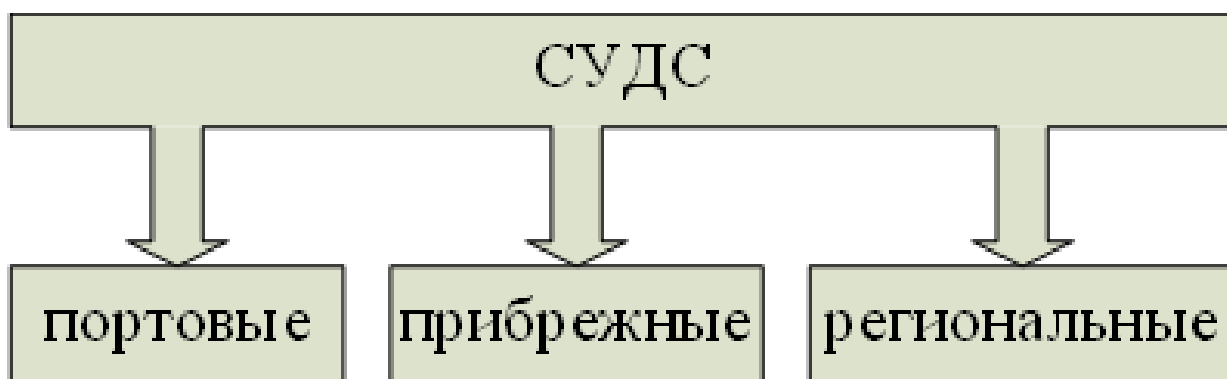 СУДС
портовые
прибрежные
региональные